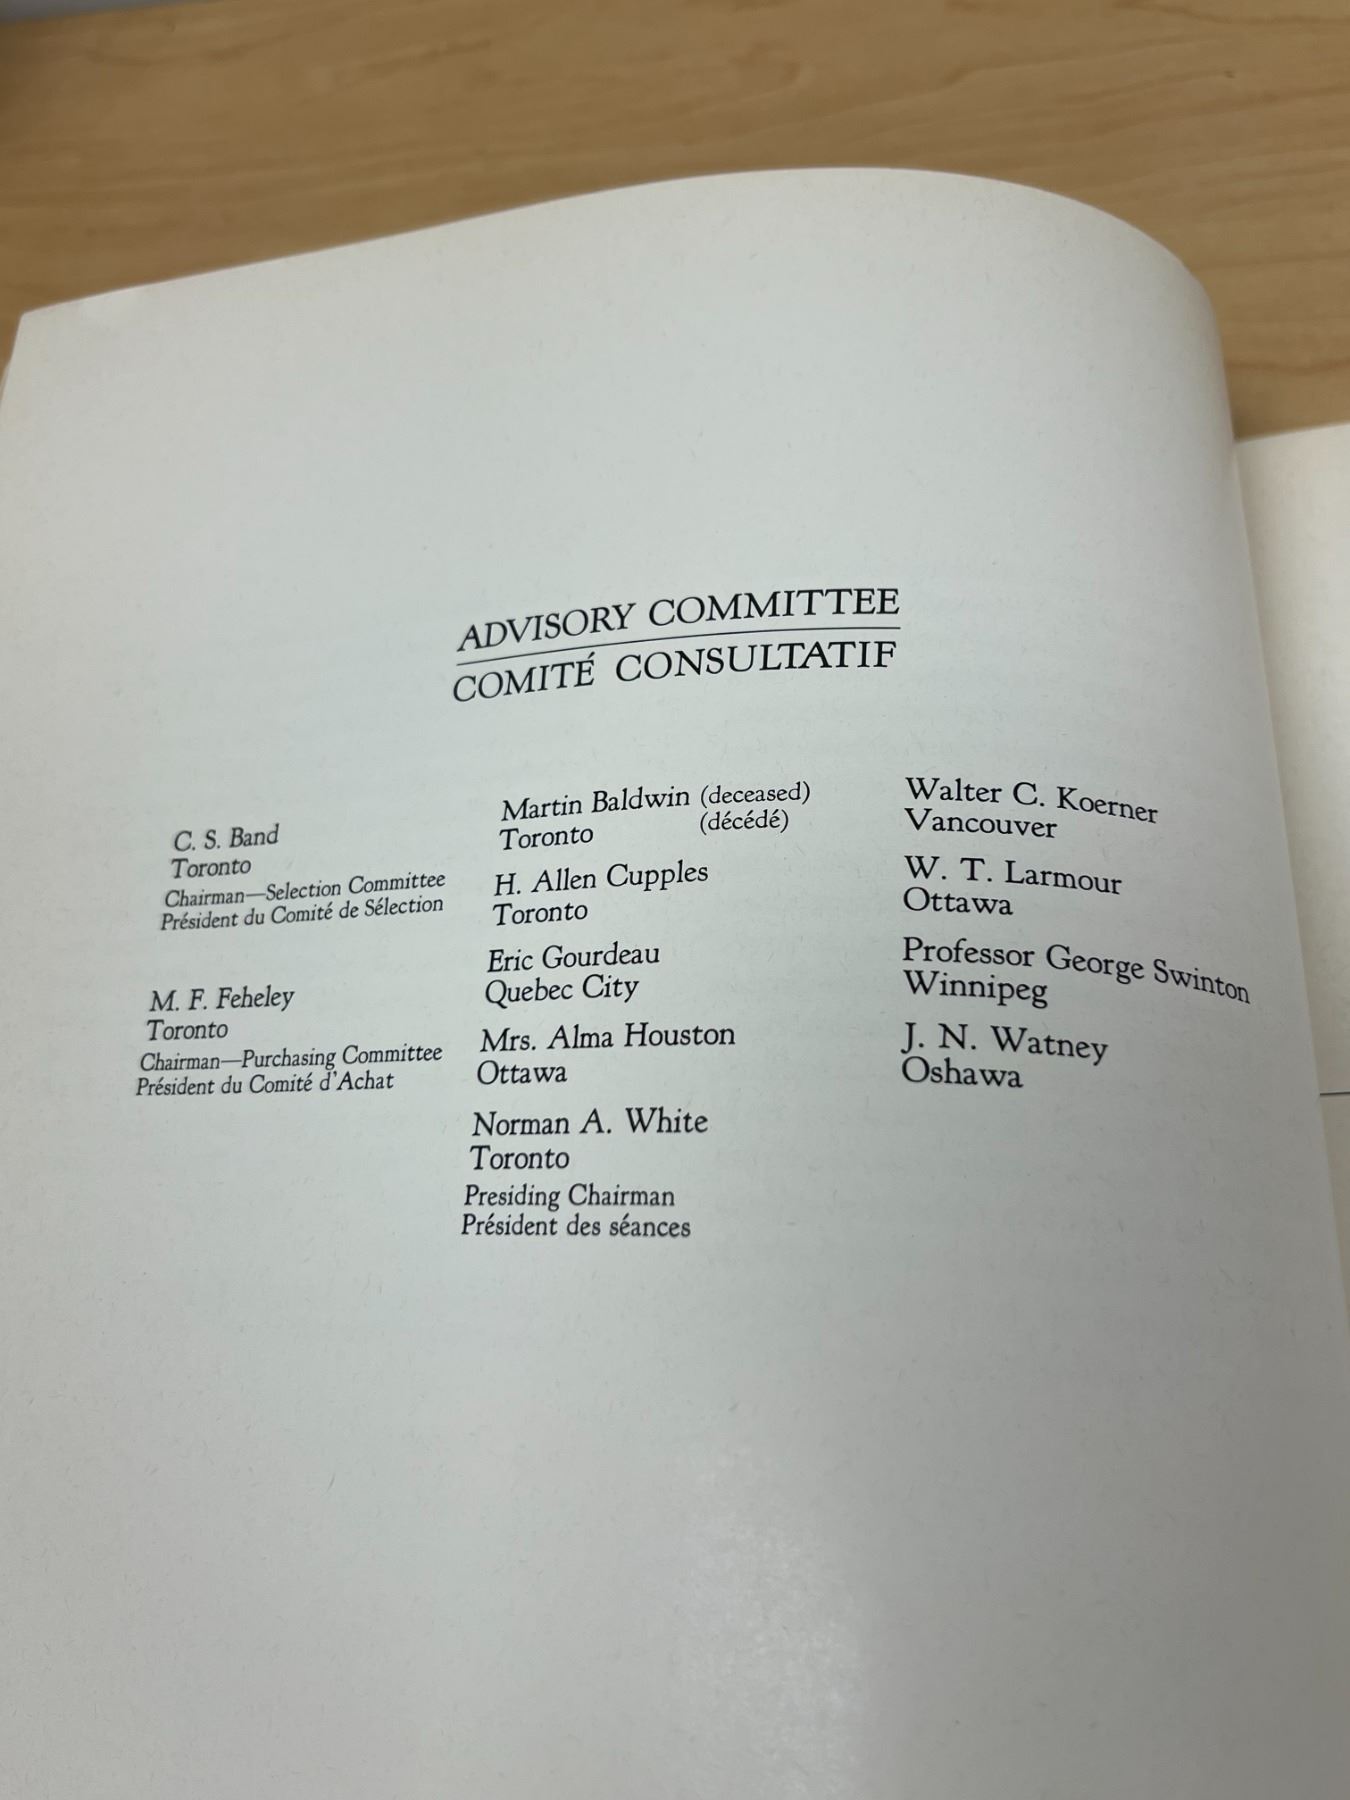 ADVISORY COMMITTEE
COMITÉ CONSULTATIF
C. S. Band
Toronto
Chairman—Selection Committee
Président du Comité de Sélection
M. F. Feheley
Toronto
Chairman—Purchasing Committee
Président du Comité d'Achat
Martin Baldwin (deceased)
Toronto (décédé)
H. Allen Cupples
Toronto
Eric Gourdeau
Quebec City
Mrs. Alma Houston
Ottawa
Norman A. White
Toronto
Presiding Chairman
Président des séances
Walter C. Koerner
Vancouver
W. T. Larmour
Ottawa
Professor George Swinton
Winnipeg
J. N. Watney
Oshawa